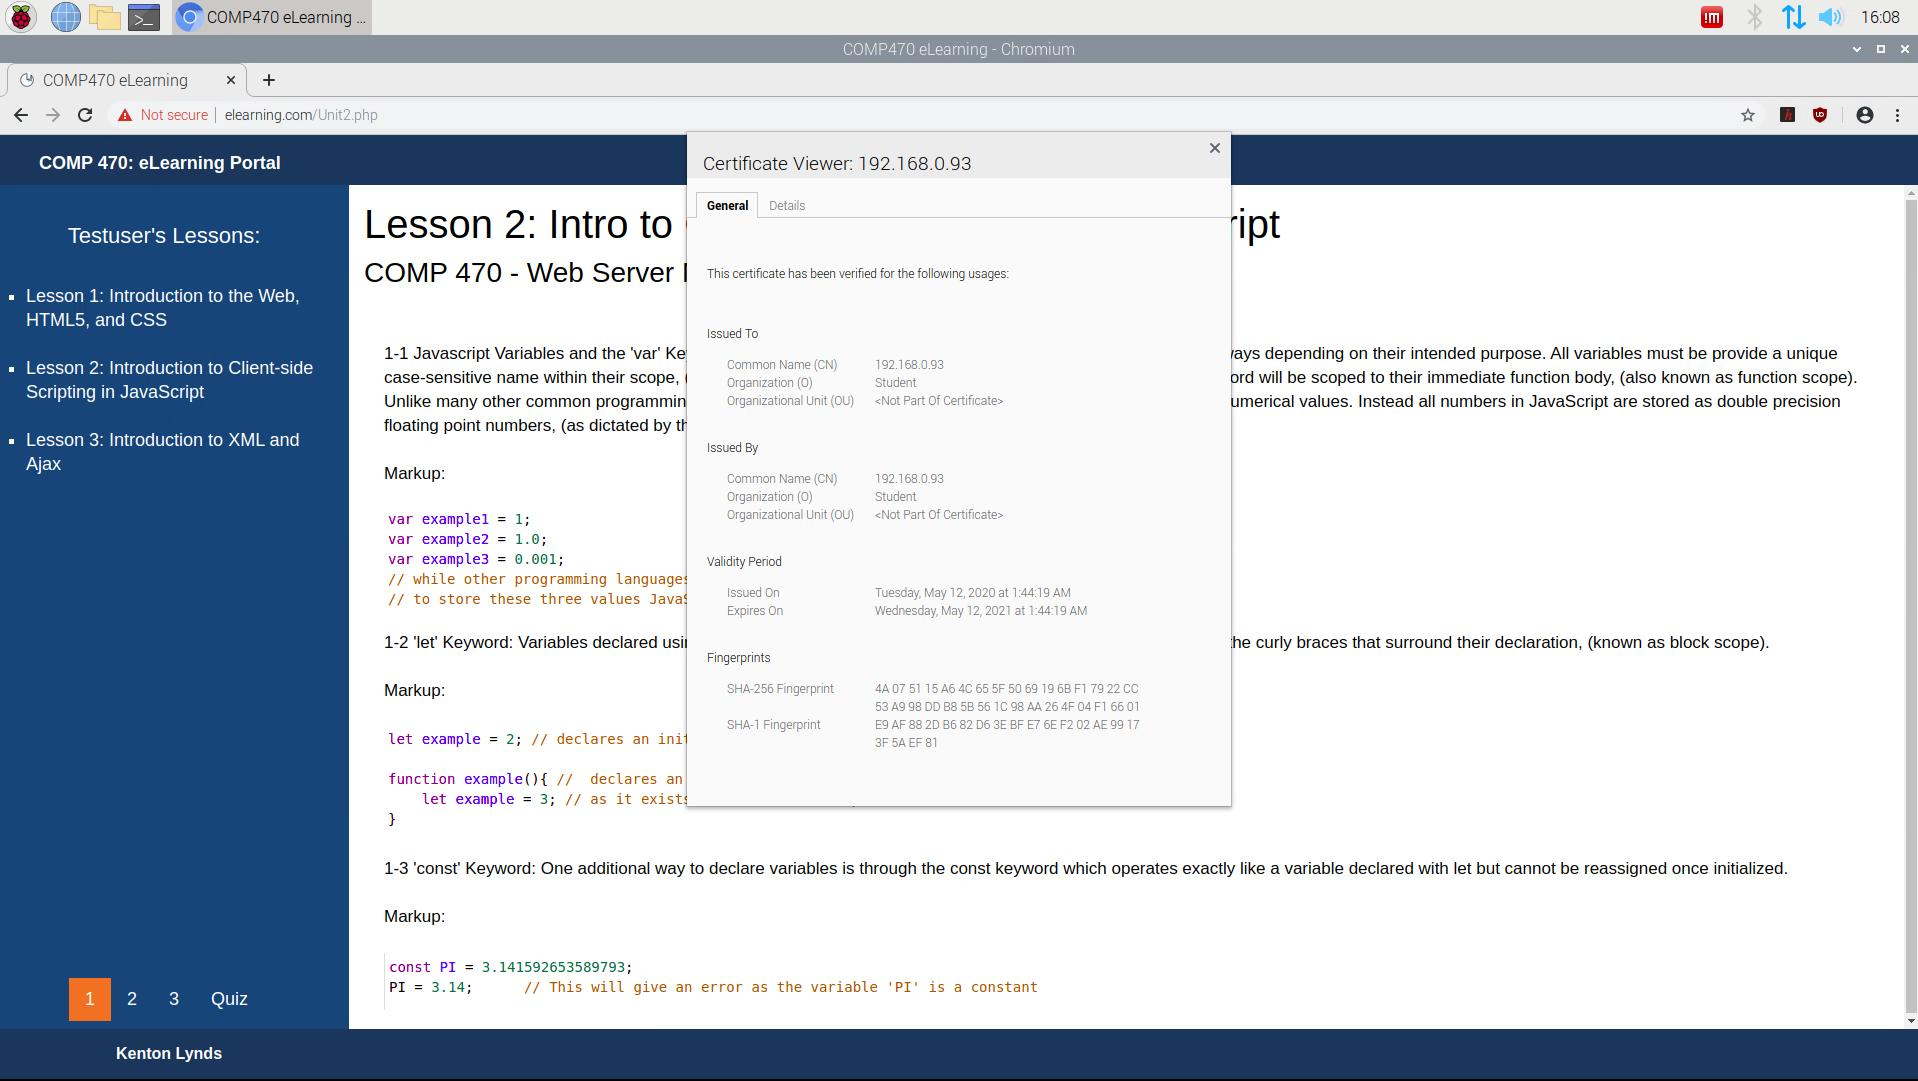 COMP470 eLearning ...
16:08
COMP470 eLearning - Chromium
COMP470 eLearning
Not secure | elearning.com/Unit2.php
COMP 470: eLearning Portal
Testuser's Lessons:
Lesson 1: Introduction to the Web,
HTML5, and CSS
Lesson 2: Introduction to Client-side
Scripting in JavaScript
Lesson 3: Introduction to XML and
Ajax
1 2 3 Quiz
Kenton Lynds
Lesson 2: Intro to
ript
COMP 470 - Web Server
1-1 Javascript Variables and the 'var' Ke
ays depending on their intended purpose. All variables must be provide a unique
case-sensitive name within their scope,
ord will be scoped to their immediate function body, (also known as function scope).
Unlike many other common programmin
umerical values. Instead all numbers in JavaScript are stored as double precision
floating point numbers, (as dictated by th
Markup:
var example1 = 1;
var example2 = 1.0;
var example3 = 0.001;
// while other programming languages
// to store these three values JavaS
1-2 'let' Keyword: Variables declared usin
he curly braces that surround their declaration, (known as block scope).
Markup:
let example = 2; // declares an init
function example(){ // declares an
let example = 3; // as it exists
}
1-3 'const' Keyword: One additional way to declare variables is through the const keyword which operates exactly like a variable declared with let but cannot be reassigned once initialized.
Markup:
const PI = 3.141592653589793;
PI = 3.14; // This will give an error as the variable 'PI' is a constant
Certificate Viewer: 192.168.0.93
General Details
This certificate has been verified for the following usages:
Issued To
Common Name (CN) 192.168.0.93
Organization (O) Student
Organizational Unit (OU) <Not Part Of Certificate>
Issued By
Common Name (CN) 192.168.0.93
Organization (O) Student
Organizational Unit (OU) <Not Part Of Certificate>
Validity Period
Issued On Tuesday, May 12, 2020 at 1:44:19 AM
Expires On Wednesday, May 12, 2021 at 1:44:19 AM
Fingerprints
SHA-256 Fingerprint 4A 07 51 15 A6 4C 65 5F 50 69 19 6B F1 79 22 CC
53 A9 98 DD B8 5B 56 1C 98 AA 26 4F 04 F1 66 01
SHA-1 Fingerprint E9 AF 88 2D B6 82 D6 3E BF E7 6E F2 02 AE 99 17
3F 5A EF 81